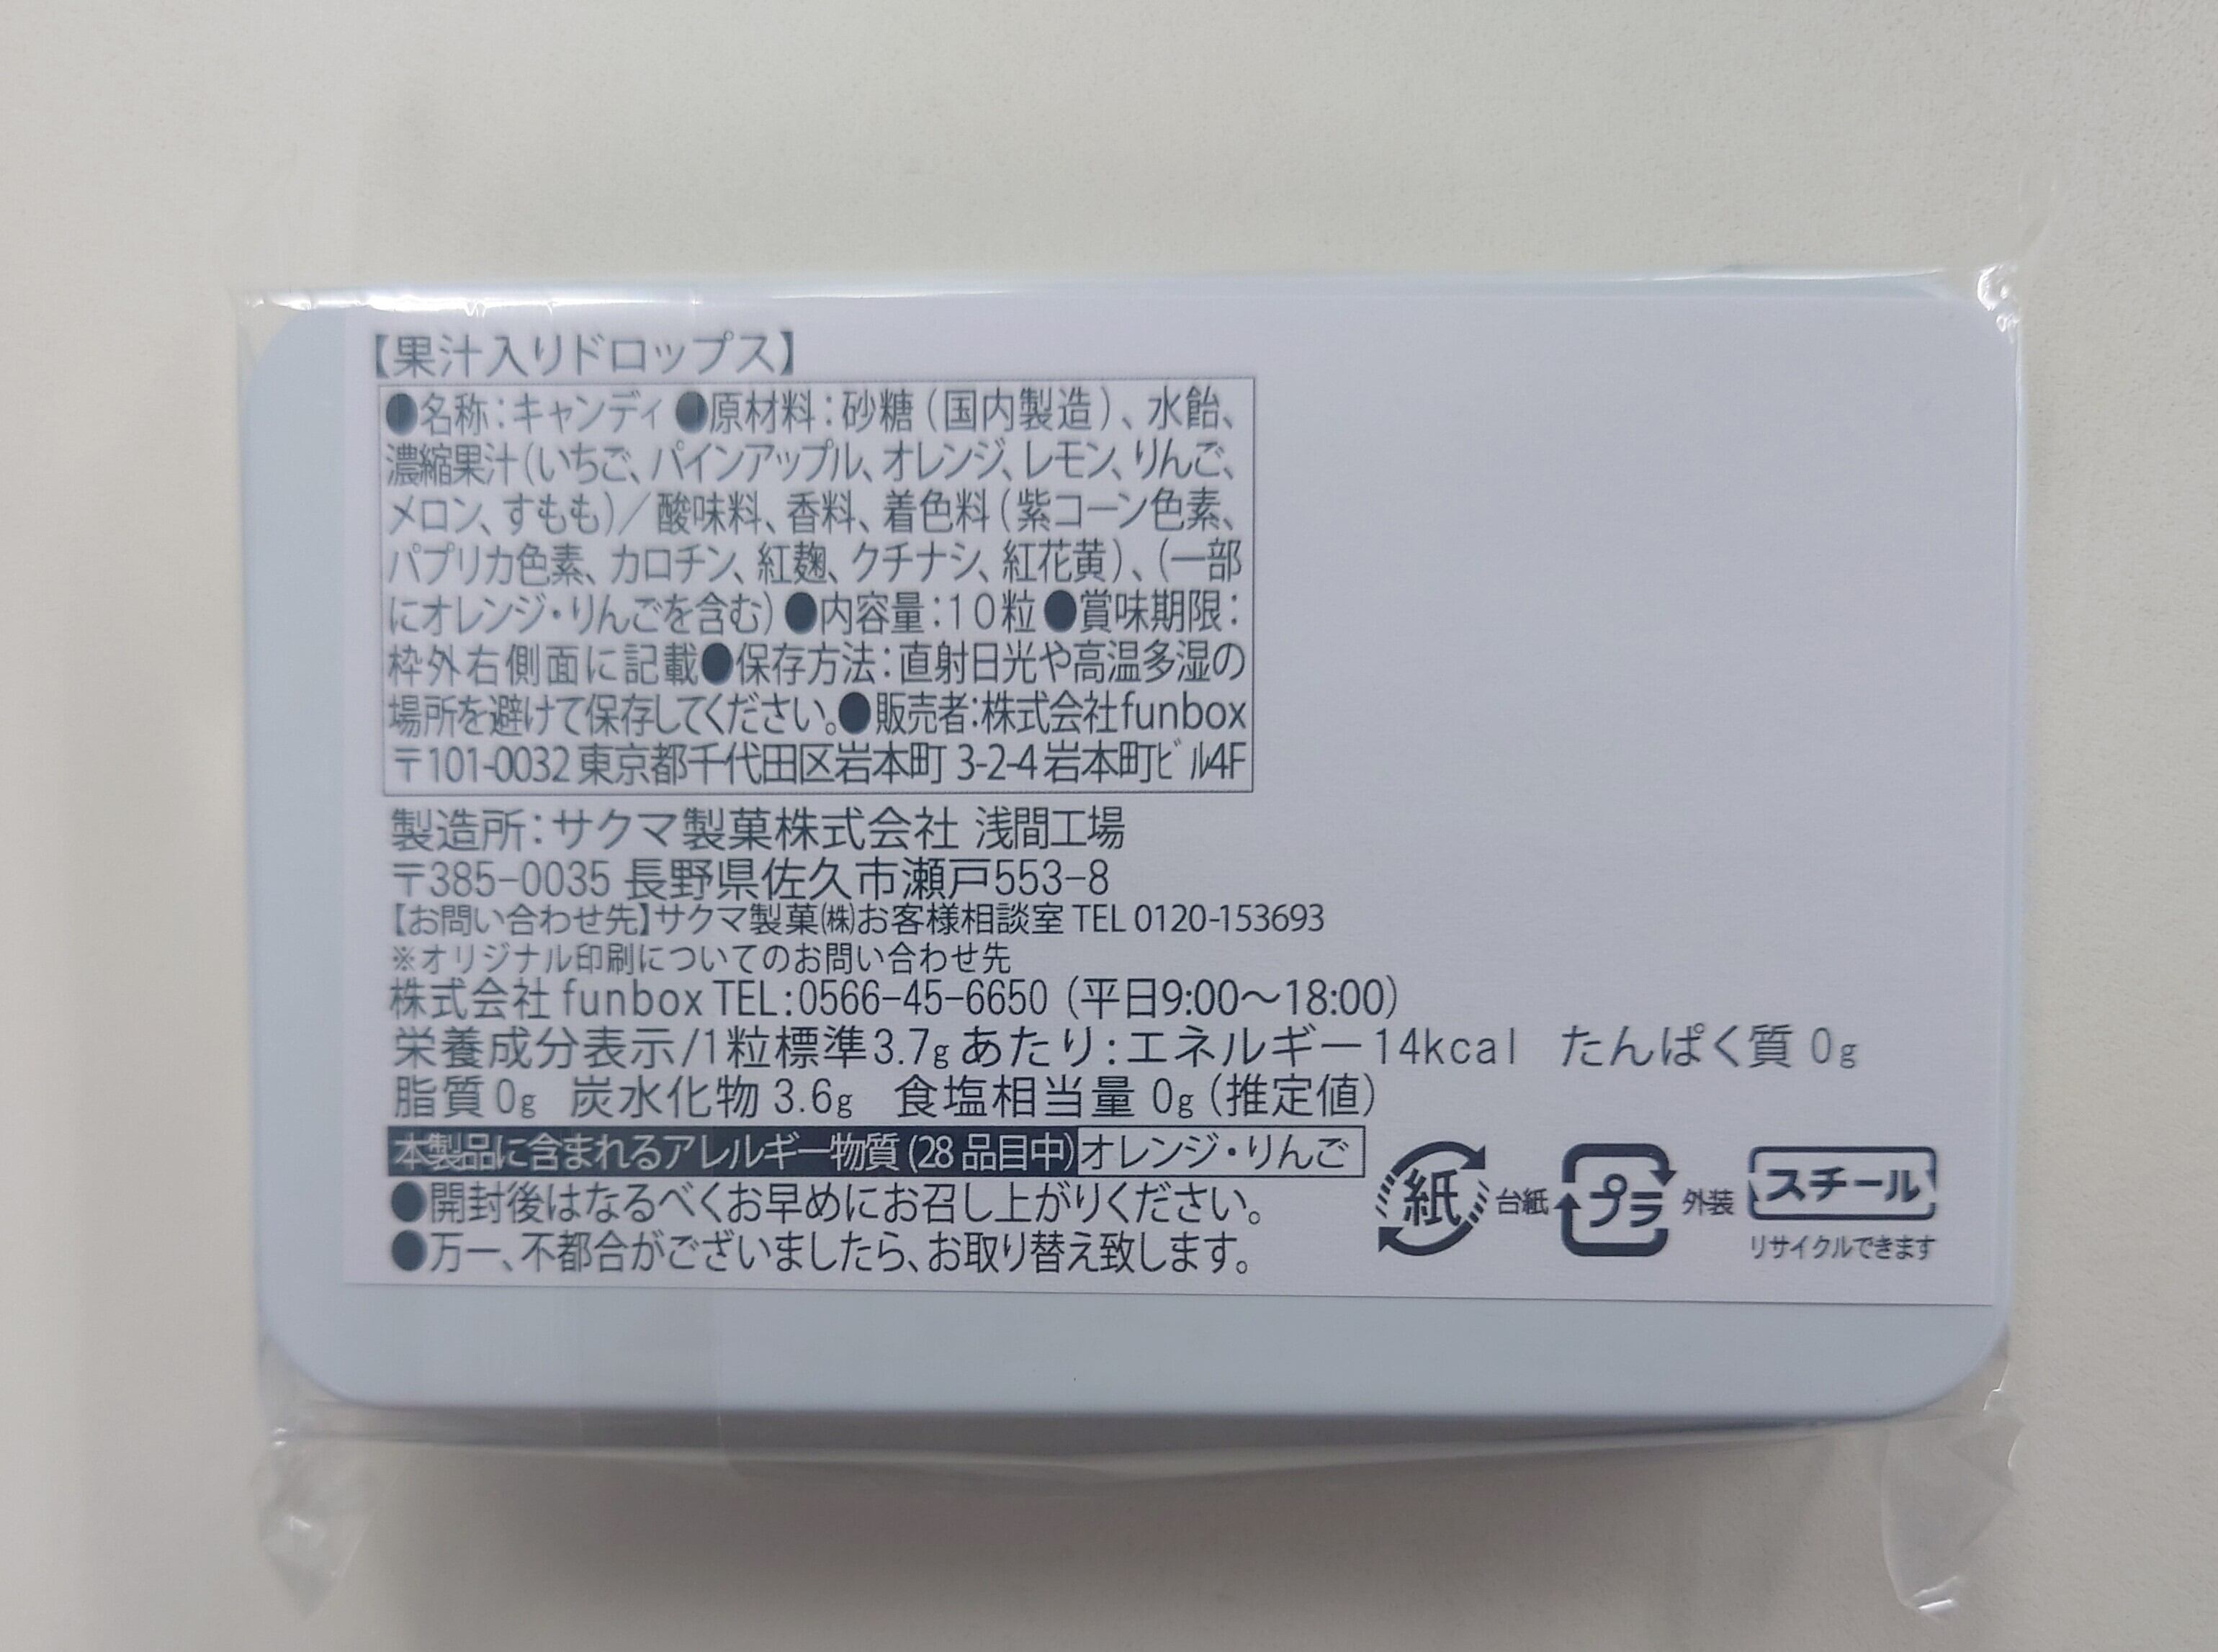 【果汁入りドロップス】
●名称：キャンディ ●原材料：砂糖（国内製造）、水飴、
濃縮果汁（いちご、パインアップル、オレンジ、レモン、りんご、
メロン、すもも）／酸味料、香料、着色料（紫コーン色素、
パプリカ色素、カロチン、紅麹、クチナシ、紅花黄）、（一部
にオレンジ・りんごを含む）●内容量：10粒 ●賞味期限：
枠外右側面に記載●保存方法：直射日光や高温多湿の
場所を避けて保存してください。●販売者：株式会社funbox
〒101-0032 東京都千代田区岩本町 3-2-4 岩本町ビル4F
製造所：サクマ製菓株式会社 浅間工場
〒385-0035 長野県佐久市瀬戸553-8
【お問い合わせ先】サクマ製菓㈱お客様相談室 TEL 0120-153693
※オリジナル印刷についてのお問い合わせ先
株式会社 funbox TEL:0566-45-6650（平日9:00〜18:00）
栄養成分表示/1粒標準3.7gあたり：エネルギー14kcal たんぱく質 0g
脂質0g 炭水化物 3.6g 食塩相当量 0g（推定値）
本製品に含まれるアレルギー物質(28品目中) オレンジ・りんご
●開封後はなるべくお早めにお召し上がりください。
●万一、不都合がございましたら、お取り替え致します。
紙 台紙 プラ 外装 スチール
リサイクルできます